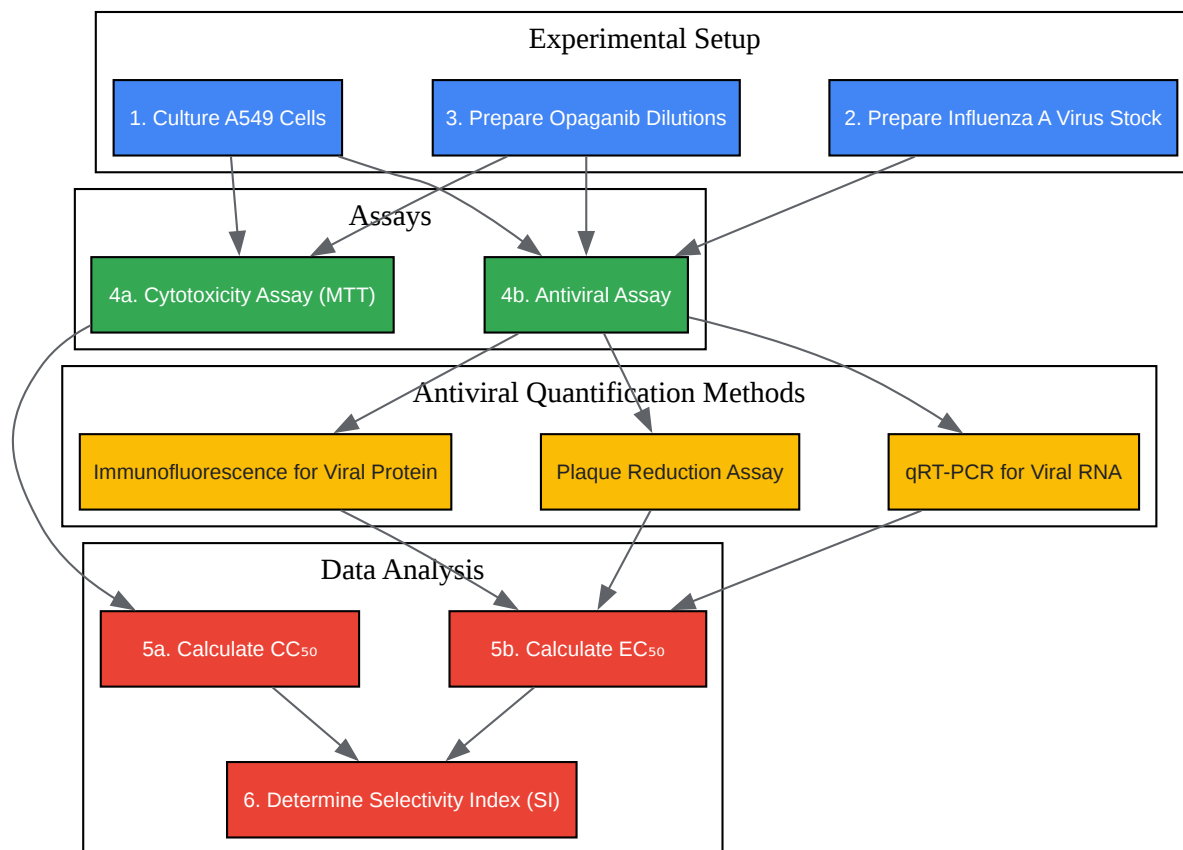 Experimental Setup
1. Culture A549 Cells
3. Prepare Opaganib Dilutions
2. Prepare Influenza A Virus Stock
Assays
4a. Cytotoxicity Assay (MTT)
4b. Antiviral Assay
Antiviral Quantification Methods
Immunofluorescence for Viral Protein
Plaque Reduction Assay
qRT-PCR for Viral RNA
Data Analysis
5a. Calculate CC₅₀
5b. Calculate EC₅₀
6. Determine Selectivity Index (SI)